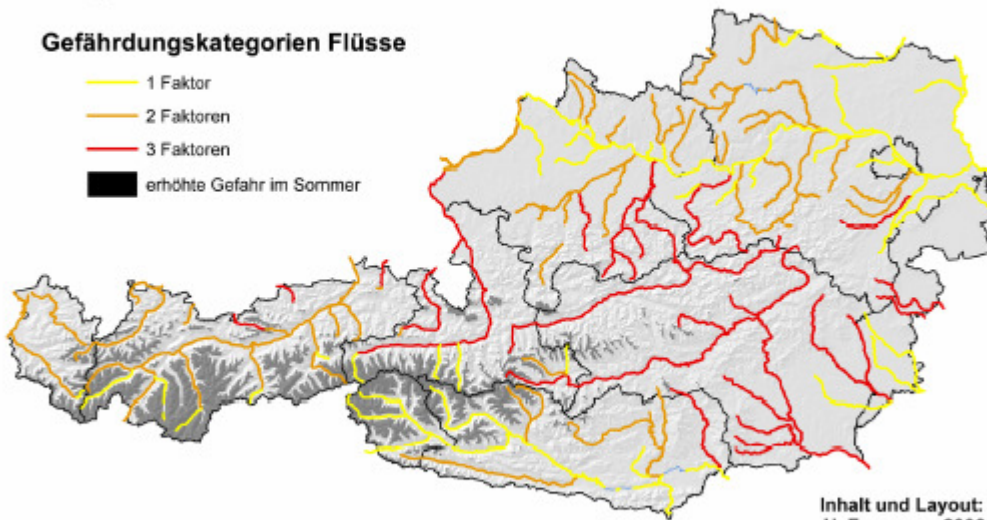 Gefährdungskategorien Flüsse
1 Faktor
2 Faktoren
3 Faktoren
erhöhte Gefahr im Sommer
Inhalt und Layout: